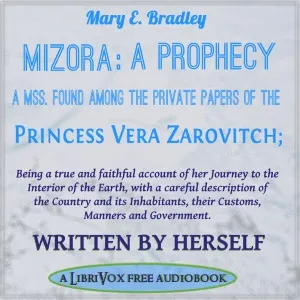 Mary E. Bradley
MIZORA: A PROPHECY
A MSS. FOUND AMONG THE PRIVATE PAPERS OF THE
PRINCESS VERA ZAROVITCH;
Being a true and faithful account of her Journey to the
Interior of the Earth, with a careful description of
the Country and its Inhabitants, their Customs,
Manners and Government.
WRITTEN BY HERSELF
a LIBRIVOX FREE AUDIOBOOK